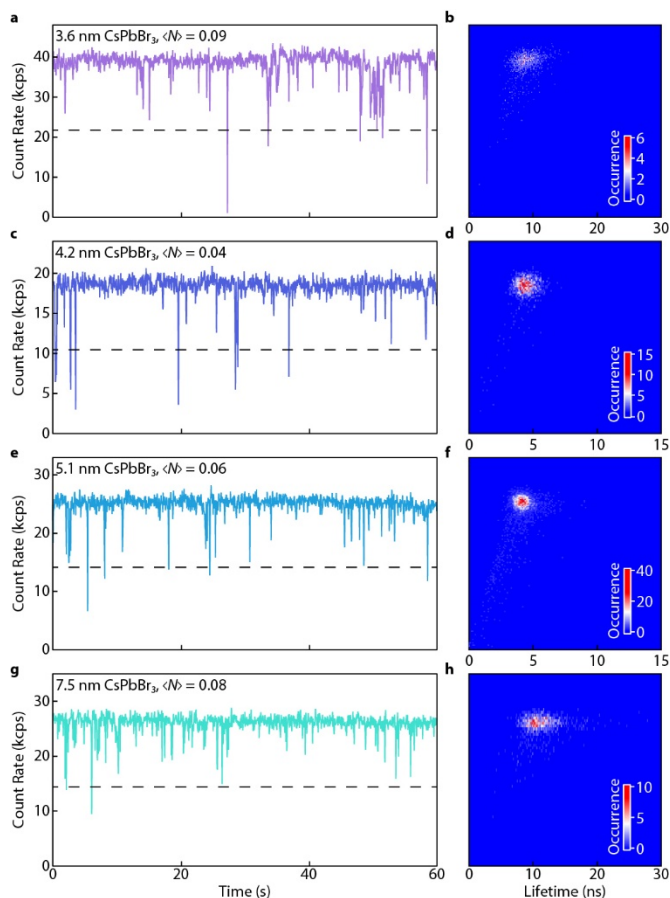 a
3.6 nm CsPbBr₃, ⟨N⟩ = 0.09
40
30
20
10
0
Count Rate (kcps)
0
20
40
60
b
Occurrence
6
4
2
0
0
10
20
30
c
4.2 nm CsPbBr₃, ⟨N⟩ = 0.04
20
15
10
5
0
Count Rate (kcps)
d
Occurrence
15
10
5
0
0
5
10
15
e
5.1 nm CsPbBr₃, ⟨N⟩ = 0.06
30
20
10
0
Count Rate (kcps)
f
Occurrence
40
20
0
0
5
10
15
g
7.5 nm CsPbBr₃, ⟨N⟩ = 0.08
30
20
10
0
Count Rate (kcps)
0
20
40
60
Time (s)
h
Occurrence
10
5
0
0
10
20
30
Lifetime (ns)